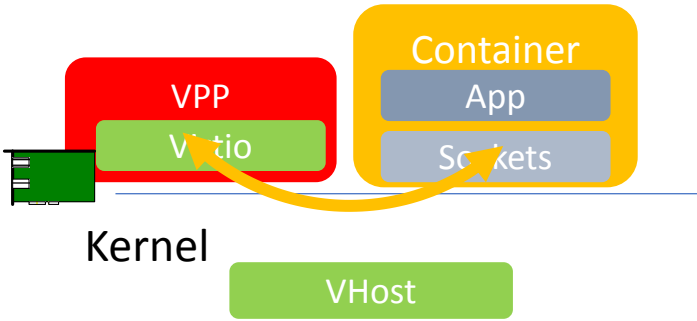 Container
VPP
App
Virtio
Sockets
Kernel
VHost